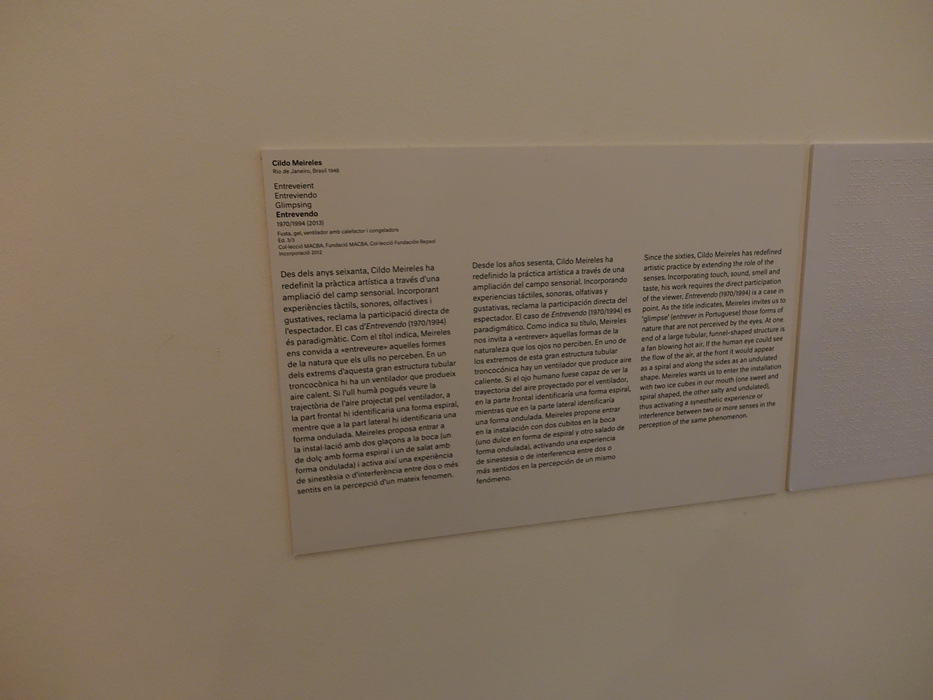 Cildo Meireles
Rio de Janeiro, Brasil 1948
Entreveient
Entreviendo
Glimpsing
Entrevendo
1970/1994 (2013)
Fusta, gel, ventilador amb calefactor i congeladors
Ed. 3/3
Col·lecció MACBA. Fundació MACBA. Col·lecció Fundación Repsol
Incorporació 2012
Des dels anys seixanta, Cildo Meireles ha
redefinit la pràctica artística a través d'una
ampliació del camp sensorial. Incorporant
experiències tàctils, sonores, olfactives i
gustatives, reclama la participació directa de
l'espectador. El cas d'Entrevendo (1970/1994)
és paradigmàtic. Com el títol indica, Meireles
ens convida a «entreveure» aquelles formes
de la natura que els ulls no perceben. En un
dels extrems d'aquesta gran estructura tubular
troncocònica hi ha un ventilador que produeix
aire calent. Si l'ull humà pogués veure la
trajectòria de l'aire projectat pel ventilador, a
la part frontal hi identificaria una forma espiral,
mentre que a la part lateral hi identificaria una
forma ondulada. Meireles proposa entrar a
la instal·lació amb dos glaçons a la boca (un
de dolç amb forma espiral i un de salat amb
forma ondulada) i activa així una experiència
de sinestèsia o d'interferència entre dos o més
sentits en la percepció d'un mateix fenomen.
Desde los años sesenta, Cildo Meireles ha
redefinido la práctica artística a través de una
ampliación del campo sensorial. Incorporando
experiencias táctiles, sonoras, olfativas y
gustativas, reclama la participación directa del
espectador. El caso de Entrevendo (1970/1994) es
paradigmático. Como indica su título, Meireles
nos invita a «entrever» aquellas formas de la
naturaleza que los ojos no perciben. En uno de
los extremos de esta gran estructura tubular
troncocónica hay un ventilador que produce aire
caliente. Si el ojo humano fuese capaz de ver la
trayectoria del aire proyectado por el ventilador,
en la parte frontal identificaría una forma espiral,
mientras que en la parte lateral identificaría
una forma ondulada. Meireles propone entrar
en la instalación con dos cubitos en la boca
(uno dulce en forma de espiral y otro salado de
forma ondulada), activando una experiencia
de sinestesia o de interferencia entre dos o
más sentidos en la percepción de un mismo
fenómeno.
Since the sixties, Cildo Meireles has redefined
artistic practice by extending the role of the
senses. Incorporating touch, sound, smell and
taste, his work requires the direct participation
of the viewer. Entrevendo (1970/1994) is a case in
point. As the title indicates, Meireles invites us to
'glimpse' (entrever in Portuguese) those forms of
nature that are not perceived by the eyes. At one
end of a large tubular, funnel-shaped structure is
a fan blowing hot air. If the human eye could see
the flow of the air, at the front it would appear
as a spiral and along the sides as an undulated
shape. Meireles wants us to enter the installation
with two ice cubes in our mouth (one sweet and
spiral shaped, the other salty and undulated),
thus activating a synesthetic experience or
interference between two or more senses in the
perception of the same phenomenon.